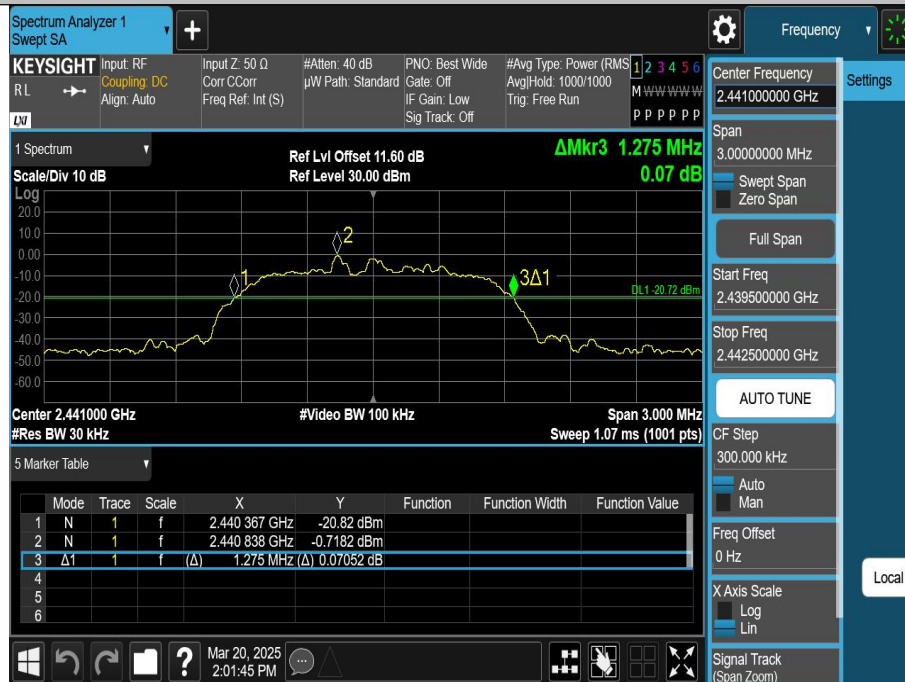 Spectrum Analyzer 1
Swept SA
+
Frequency
KEYSIGHT
RL
LXI
Input: RF
Coupling: DC
Align: Auto
Input Z: 50 Ω
Corr CCorr
Freq Ref: Int (S)
#Atten: 40 dB
µW Path: Standard
PNO: Best Wide
Gate: Off
IF Gain: Low
Sig Track: Off
#Avg Type: Power (RMS
Avg|Hold: 1000/1000
Trig: Free Run
1 2 3 4 5 6
M W W W W W
P P P P P P
1 Spectrum
Scale/Div 10 dB
Ref Lvl Offset 11.60 dB
Ref Level 30.00 dBm
ΔMkr3 1.275 MHz
0.07 dB
Log
20.0
10.0
0.00
-10.0
-20.0
-30.0
-40.0
-50.0
-60.0
1
2
3Δ1
DL1 -20.72 dBm
Center 2.441000 GHz
#Video BW 100 kHz
Span 3.000 MHz
#Res BW 30 kHz
Sweep 1.07 ms (1001 pts)
5 Marker Table
Mode Trace Scale X Y Function Function Width Function Value
1 N 1 f 2.440 367 GHz -20.82 dBm
2 N 1 f 2.440 838 GHz -0.7182 dBm
3 Δ1 1 f (Δ) 1.275 MHz (Δ) 0.07052 dB
4
5
6
?
Mar 20, 2025
2:01:45 PM
Center Frequency
2.441000000 GHz
Span
3.00000000 MHz
Swept Span
Zero Span
Full Span
Start Freq
2.439500000 GHz
Stop Freq
2.442500000 GHz
AUTO TUNE
CF Step
300.000 kHz
Auto
Man
Freq Offset
0 Hz
X Axis Scale
Log
Lin
Signal Track
(Span Zoom)
Settings
Local